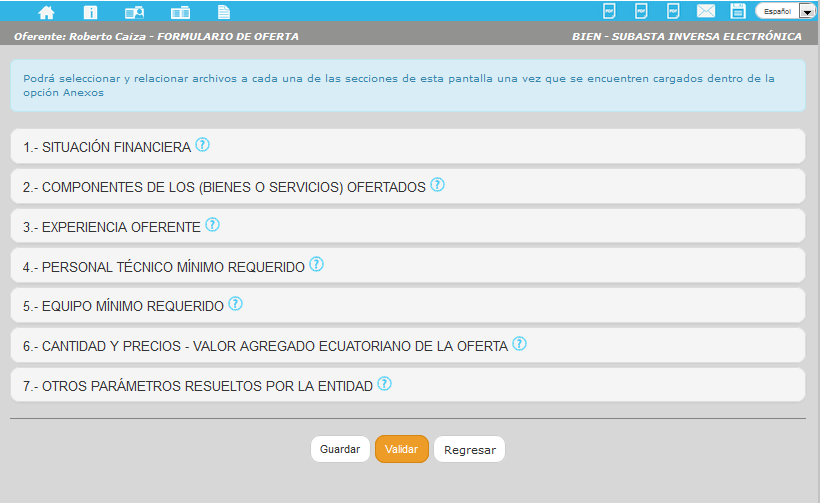 Español
Oferente: Roberto Caiza - FORMULARIO DE OFERTA
BIEN - SUBASTA INVERSA ELECTRÓNICA
Podrá seleccionar y relacionar archivos a cada una de las secciones de esta pantalla una vez que se encuentren cargados dentro de la
opción Anexos
1.- SITUACIÓN FINANCIERA ?
2.- COMPONENTES DE LOS (BIENES O SERVICIOS) OFERTADOS ?
3.- EXPERIENCIA OFERENTE ?
4.- PERSONAL TÉCNICO MÍNIMO REQUERIDO ?
5.- EQUIPO MÍNIMO REQUERIDO ?
6.- CANTIDAD Y PRECIOS - VALOR AGREGADO ECUATORIANO DE LA OFERTA ?
7.- OTROS PARÁMETROS RESUELTOS POR LA ENTIDAD ?
Guardar Validar Regresar